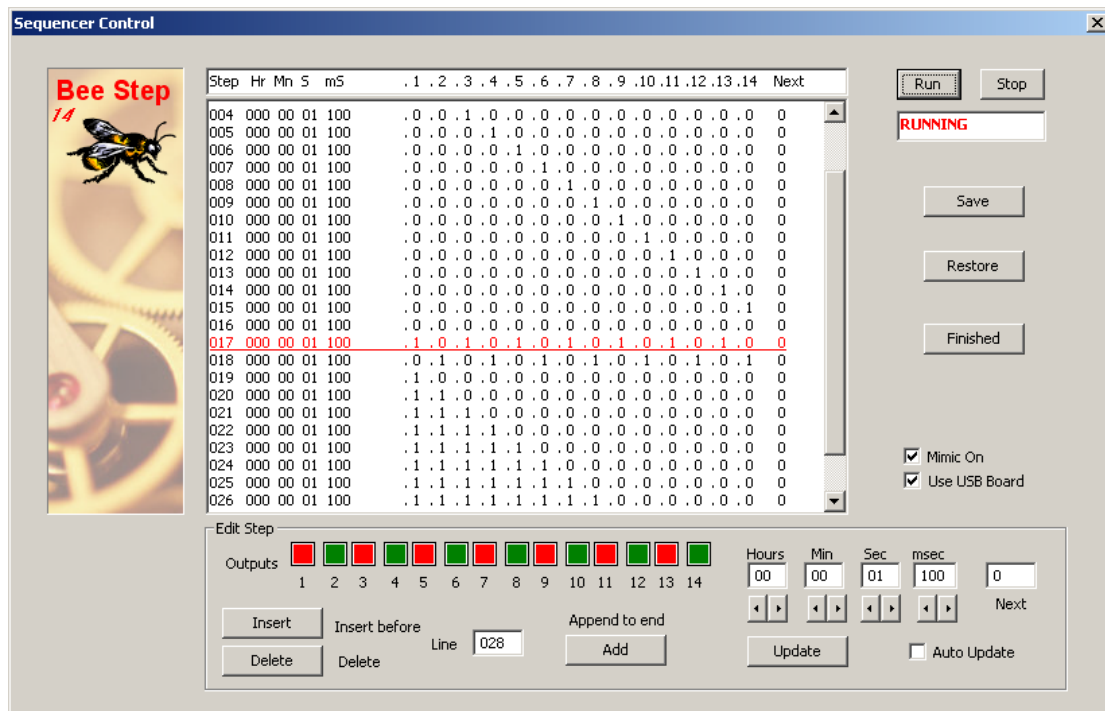 Sequencer Control
Bee Step
14
Step Hr Mn S mS .1 .2 .3 .4 .5 .6 .7 .8 .9 .10 .11 .12 .13 .14 Next
004 000 00 01 100 .0 .0 .1 .0 .0 .0 .0 .0 .0 .0 .0 .0 .0 .0 0
005 000 00 01 100 .0 .0 .0 .1 .0 .0 .0 .0 .0 .0 .0 .0 .0 .0 0
006 000 00 01 100 .0 .0 .0 .0 .1 .0 .0 .0 .0 .0 .0 .0 .0 .0 0
007 000 00 01 100 .0 .0 .0 .0 .0 .1 .0 .0 .0 .0 .0 .0 .0 .0 0
008 000 00 01 100 .0 .0 .0 .0 .0 .0 .1 .0 .0 .0 .0 .0 .0 .0 0
009 000 00 01 100 .0 .0 .0 .0 .0 .0 .0 .1 .0 .0 .0 .0 .0 .0 0
010 000 00 01 100 .0 .0 .0 .0 .0 .0 .0 .0 .1 .0 .0 .0 .0 .0 0
011 000 00 01 100 .0 .0 .0 .0 .0 .0 .0 .0 .0 .1 .0 .0 .0 .0 0
012 000 00 01 100 .0 .0 .0 .0 .0 .0 .0 .0 .0 .0 .1 .0 .0 .0 0
013 000 00 01 100 .0 .0 .0 .0 .0 .0 .0 .0 .0 .0 .0 .1 .0 .0 0
014 000 00 01 100 .0 .0 .0 .0 .0 .0 .0 .0 .0 .0 .0 .0 .1 .0 0
015 000 00 01 100 .0 .0 .0 .0 .0 .0 .0 .0 .0 .0 .0 .0 .0 .1 0
016 000 00 01 100 .0 .0 .0 .0 .0 .0 .0 .0 .0 .0 .0 .0 .0 .0 0
017 000 00 01 100 .1 .0 .1 .0 .1 .0 .1 .0 .1 .0 .1 .0 .1 .0 0
018 000 00 01 100 .0 .1 .0 .1 .0 .1 .0 .1 .0 .1 .0 .1 .0 .1 0
019 000 00 01 100 .1 .0 .0 .0 .0 .0 .0 .0 .0 .0 .0 .0 .0 .0 0
020 000 00 01 100 .1 .1 .0 .0 .0 .0 .0 .0 .0 .0 .0 .0 .0 .0 0
021 000 00 01 100 .1 .1 .1 .0 .0 .0 .0 .0 .0 .0 .0 .0 .0 .0 0
022 000 00 01 100 .1 .1 .1 .1 .0 .0 .0 .0 .0 .0 .0 .0 .0 .0 0
023 000 00 01 100 .1 .1 .1 .1 .1 .0 .0 .0 .0 .0 .0 .0 .0 .0 0
024 000 00 01 100 .1 .1 .1 .1 .1 .1 .0 .0 .0 .0 .0 .0 .0 .0 0
025 000 00 01 100 .1 .1 .1 .1 .1 .1 .1 .0 .0 .0 .0 .0 .0 .0 0
026 000 00 01 100 .1 .1 .1 .1 .1 .1 .1 .1 .0 .0 .0 .0 .0 .0 0
Run Stop
RUNNING
Save
Restore
Finished
Mimic On
Use USB Board
Edit Step
Outputs
1 2 3 4 5 6 7 8 9 10 11 12 13 14
Hours Min Sec msec
00 00 01 100 0
Next
Insert Insert before
Delete Delete
Line 028
Append to end
Add
Update
Auto Update